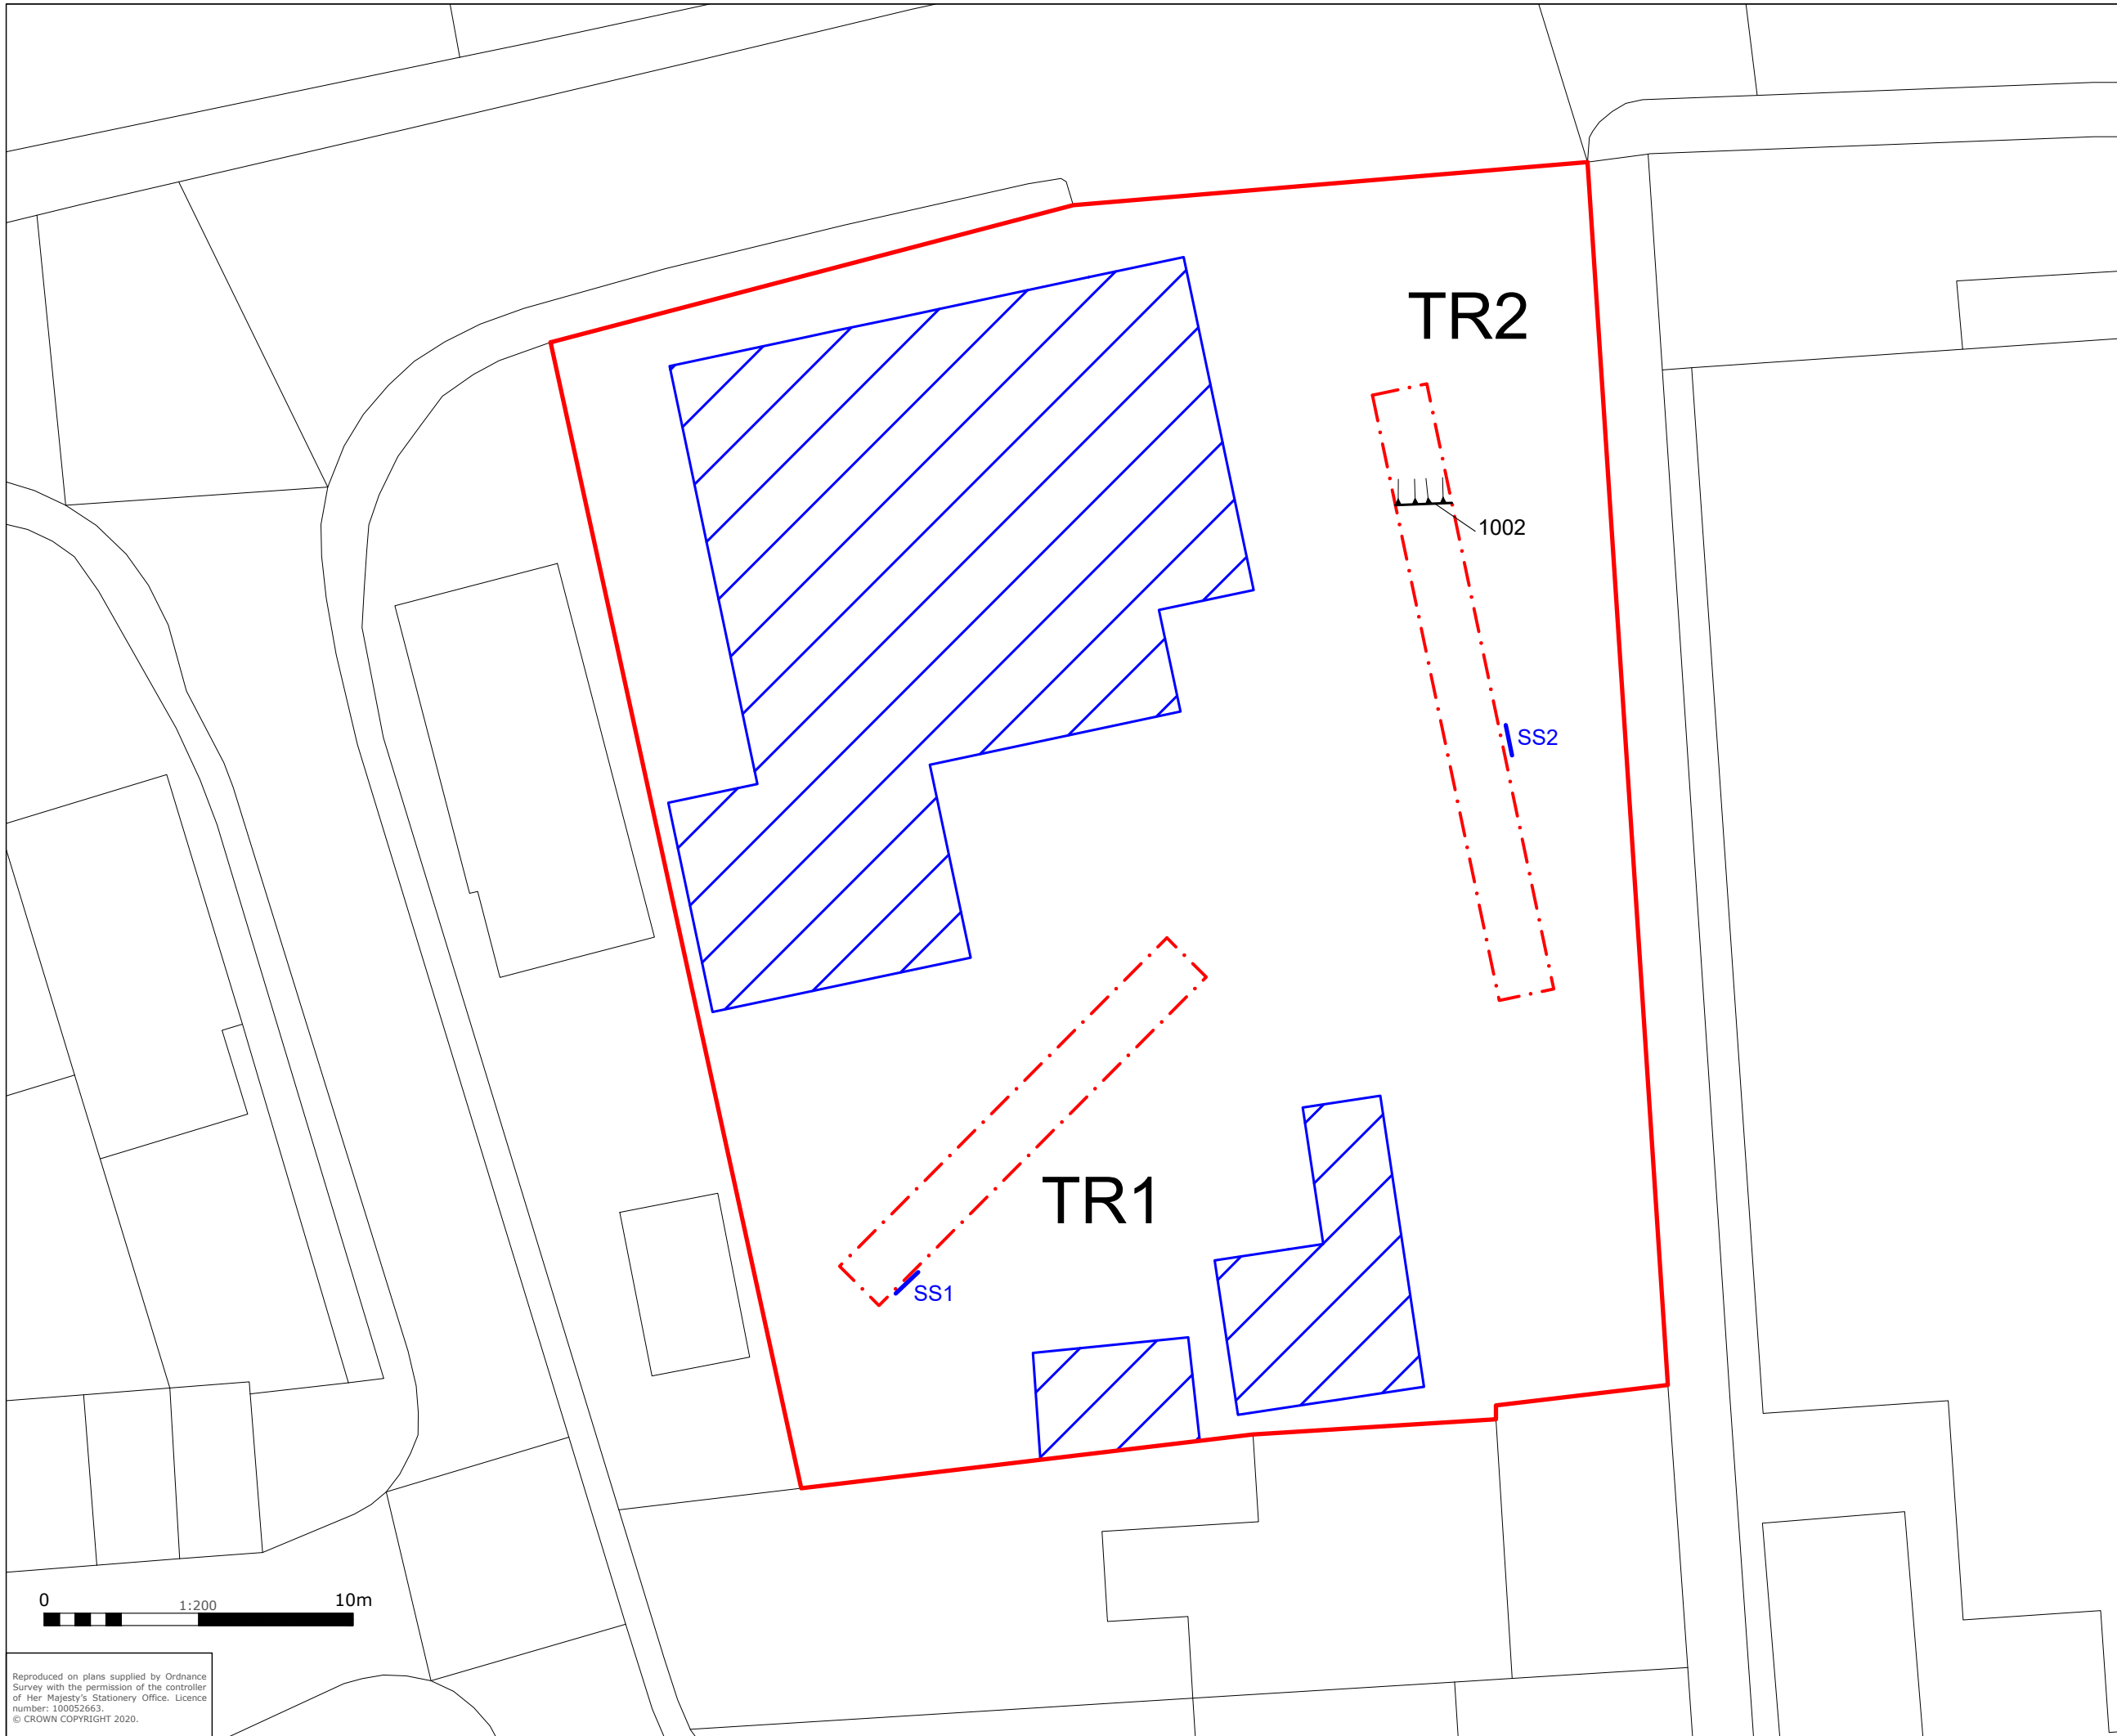 TR2
1002
SS2
TR1
SS1
0 1:200 10m
Reproduced on plans supplied by Ordnance
Survey with the permission of the controller
of Her Majesty's Stationery Office. Licence
number: 100052663.
© CROWN COPYRIGHT 2020.